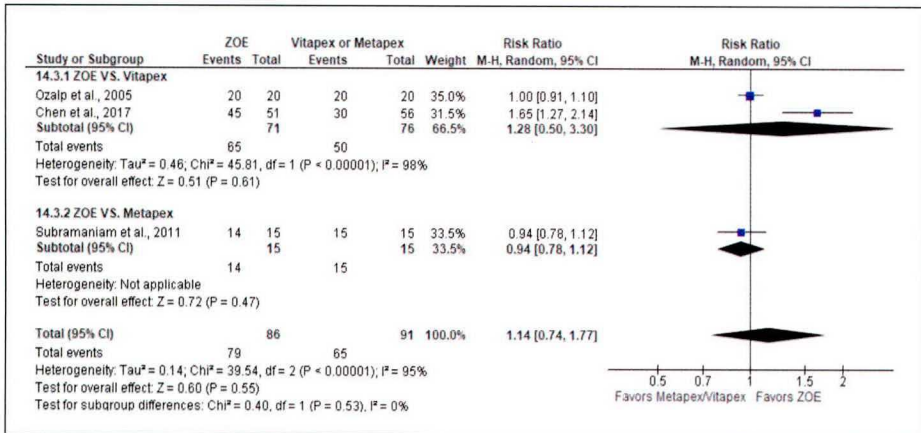 ZOE Vitapex or Metapex Risk Ratio Risk Ratio
Study or Subgroup Events Total Events Total Weight M-H, Random, 95% CI M-H, Random, 95% CI
14.3.1 ZOE VS. Vitapex
Ozalp et al., 2005 20 20 20 20 35.0% 1.00 [0.91, 1.10]
Chen et al., 2017 45 51 30 56 31.5% 1.65 [1.27, 2.14]
Subtotal (95% CI) 71 76 66.5% 1.28 [0.50, 3.30]
Total events 65 50
Heterogeneity: Tau² = 0.46; Chi² = 45.81, df = 1 (P < 0.00001); I² = 98%
Test for overall effect: Z = 0.51 (P = 0.61)
14.3.2 ZOE VS. Metapex
Subramaniam et al., 2011 14 15 15 15 33.5% 0.94 [0.78, 1.12]
Subtotal (95% CI) 15 15 33.5% 0.94 [0.78, 1.12]
Total events 14 15
Heterogeneity: Not applicable
Test for overall effect: Z = 0.72 (P = 0.47)
Total (95% CI) 86 91 100.0% 1.14 [0.74, 1.77]
Total events 79 65
Heterogeneity: Tau² = 0.14; Chi² = 39.54, df = 2 (P < 0.00001); I² = 95%
Test for overall effect: Z = 0.60 (P = 0.55)
Test for subgroup differences: Chi² = 0.40, df = 1 (P = 0.53), I² = 0%
0.5 0.7 1 1.5 2
Favors Metapex/Vitapex Favors ZOE